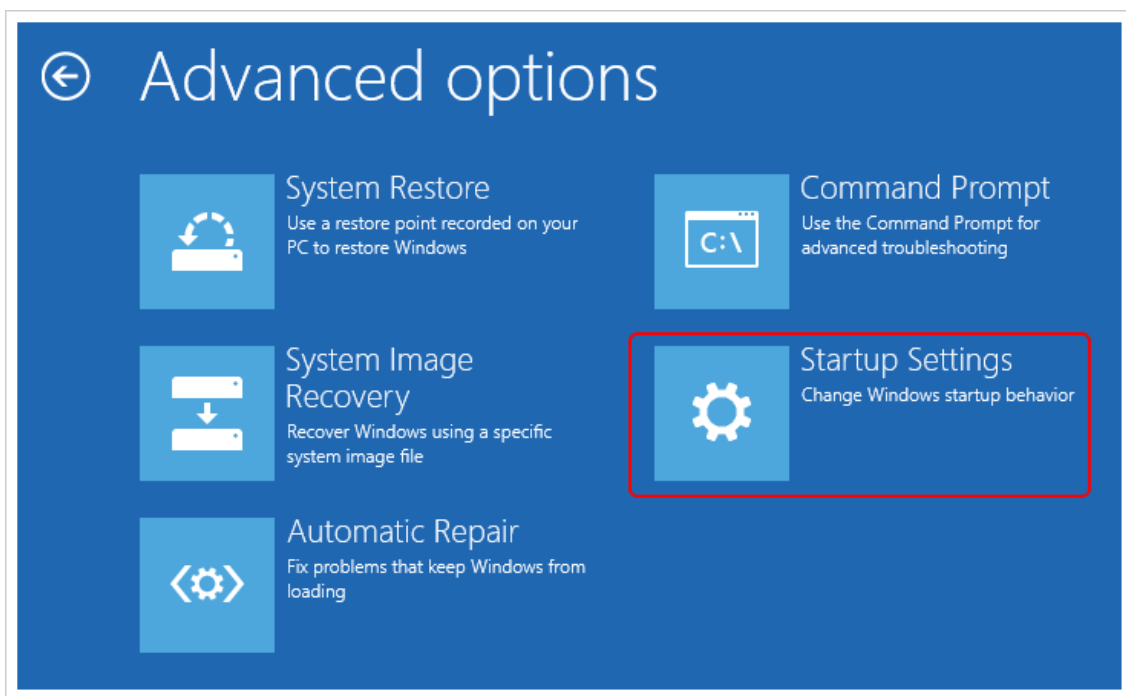 Advanced options
System Restore
Use a restore point recorded on your
PC to restore Windows
Command Prompt
Use the Command Prompt for
advanced troubleshooting
C:\
System Image
Recovery
Recover Windows using a specific
system image file
Startup Settings
Change Windows startup behavior
Automatic Repair
Fix problems that keep Windows from
loading